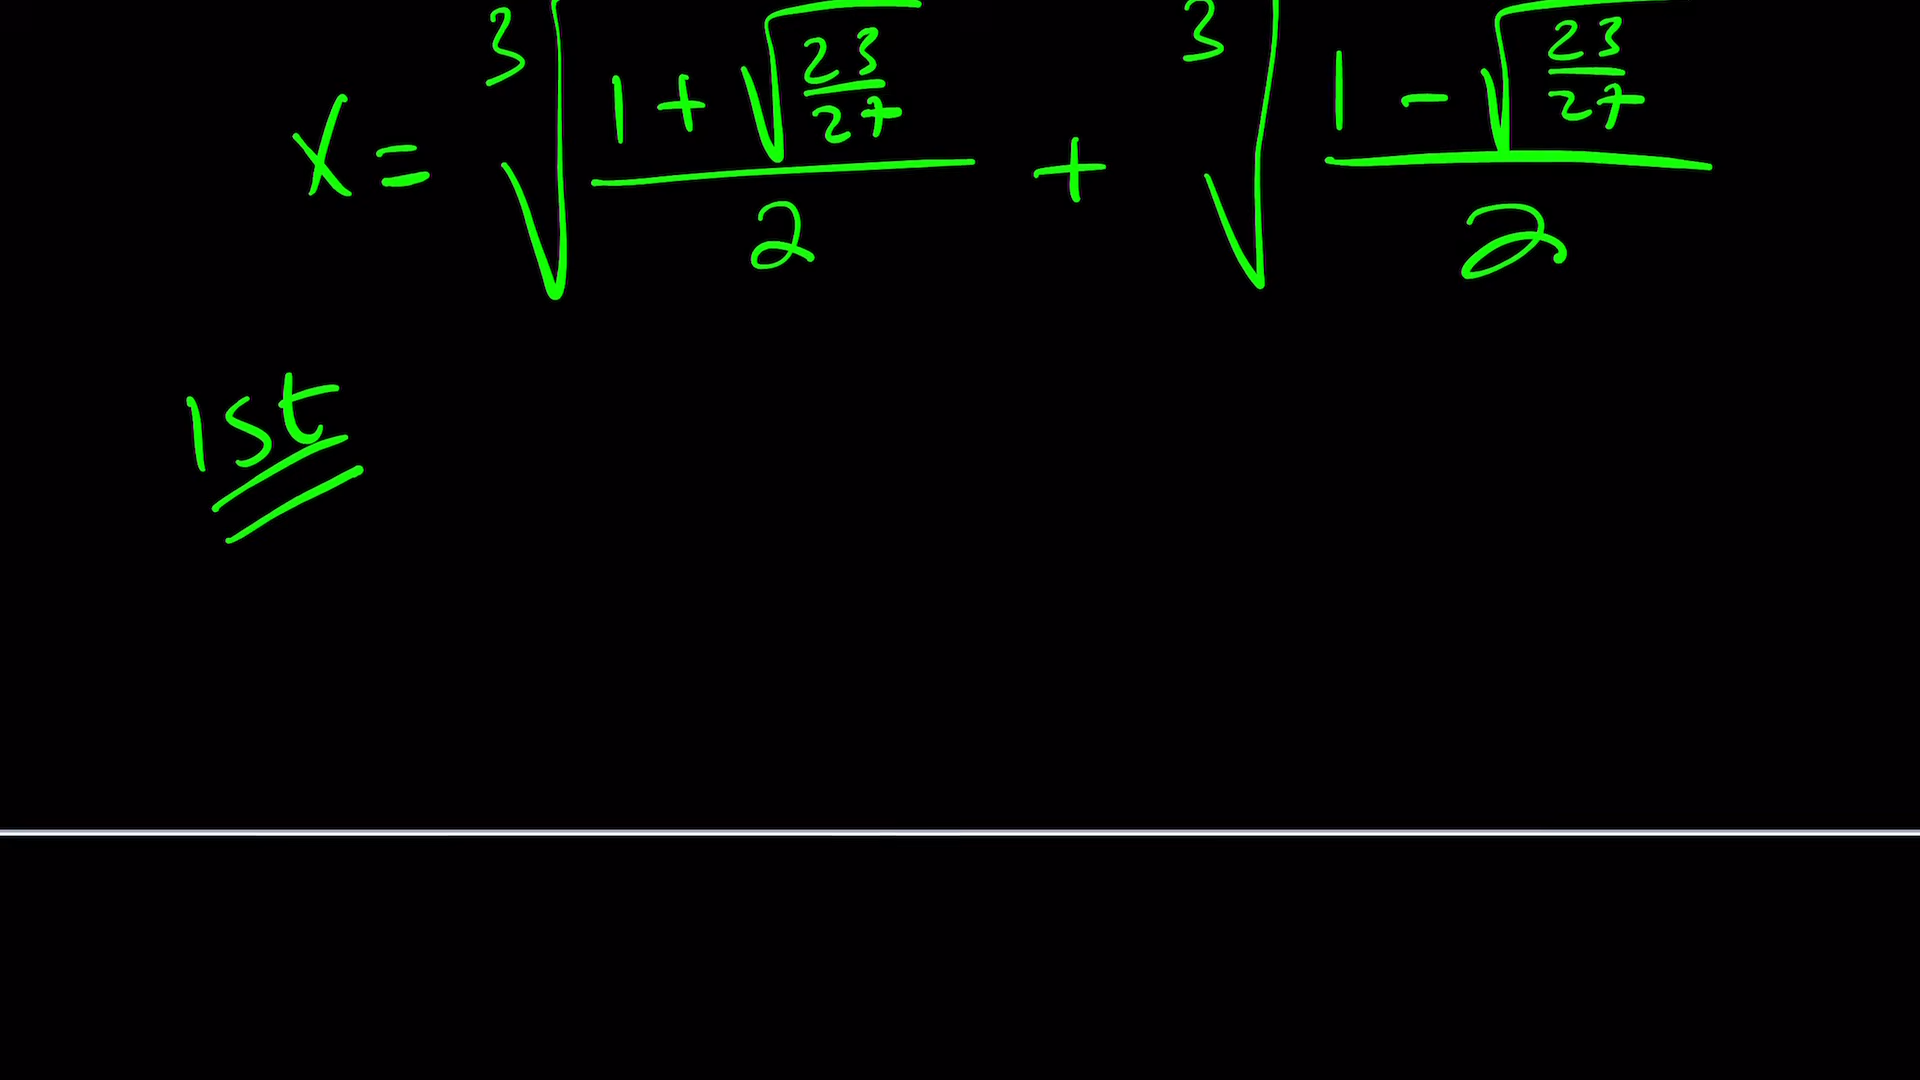 x = ∛((1 + √(23/27))/2) + ∛((1 - √(23/27))/2)
1st